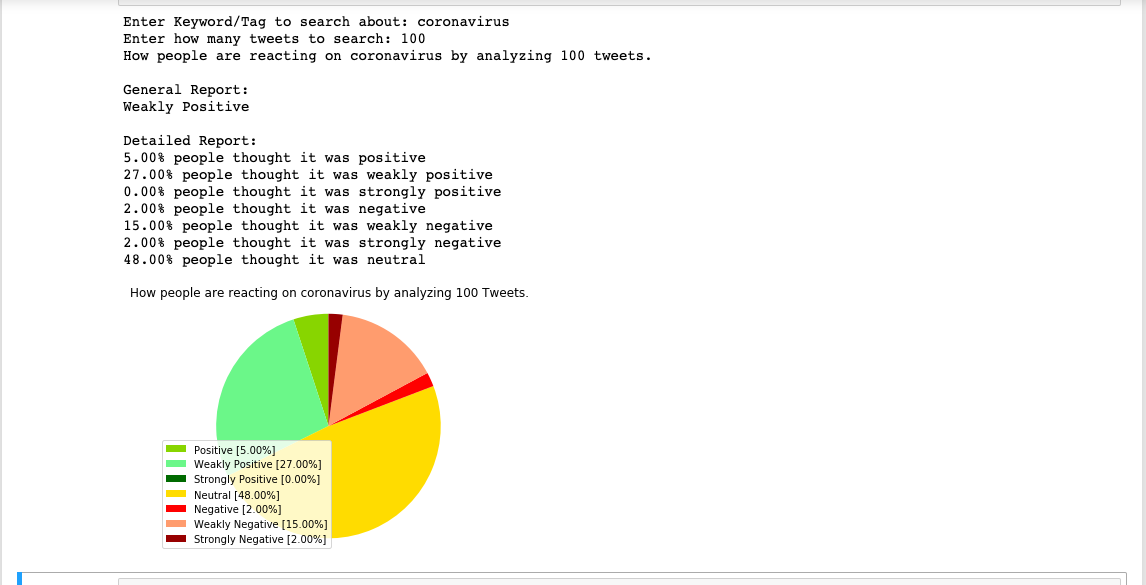 Enter Keyword/Tag to search about: coronavirus
Enter how many tweets to search: 100
How people are reacting on coronavirus by analyzing 100 tweets.
General Report:
Weakly Positive
Detailed Report:
5.00% people thought it was positive
27.00% people thought it was weakly positive
0.00% people thought it was strongly positive
2.00% people thought it was negative
15.00% people thought it was weakly negative
2.00% people thought it was strongly negative
48.00% people thought it was neutral
How people are reacting on coronavirus by analyzing 100 Tweets.
Positive [5.00%]
Weakly Positive [27.00%]
Strongly Positive [0.00%]
Neutral [48.00%]
Negative [2.00%]
Weakly Negative [15.00%]
Strongly Negative [2.00%]